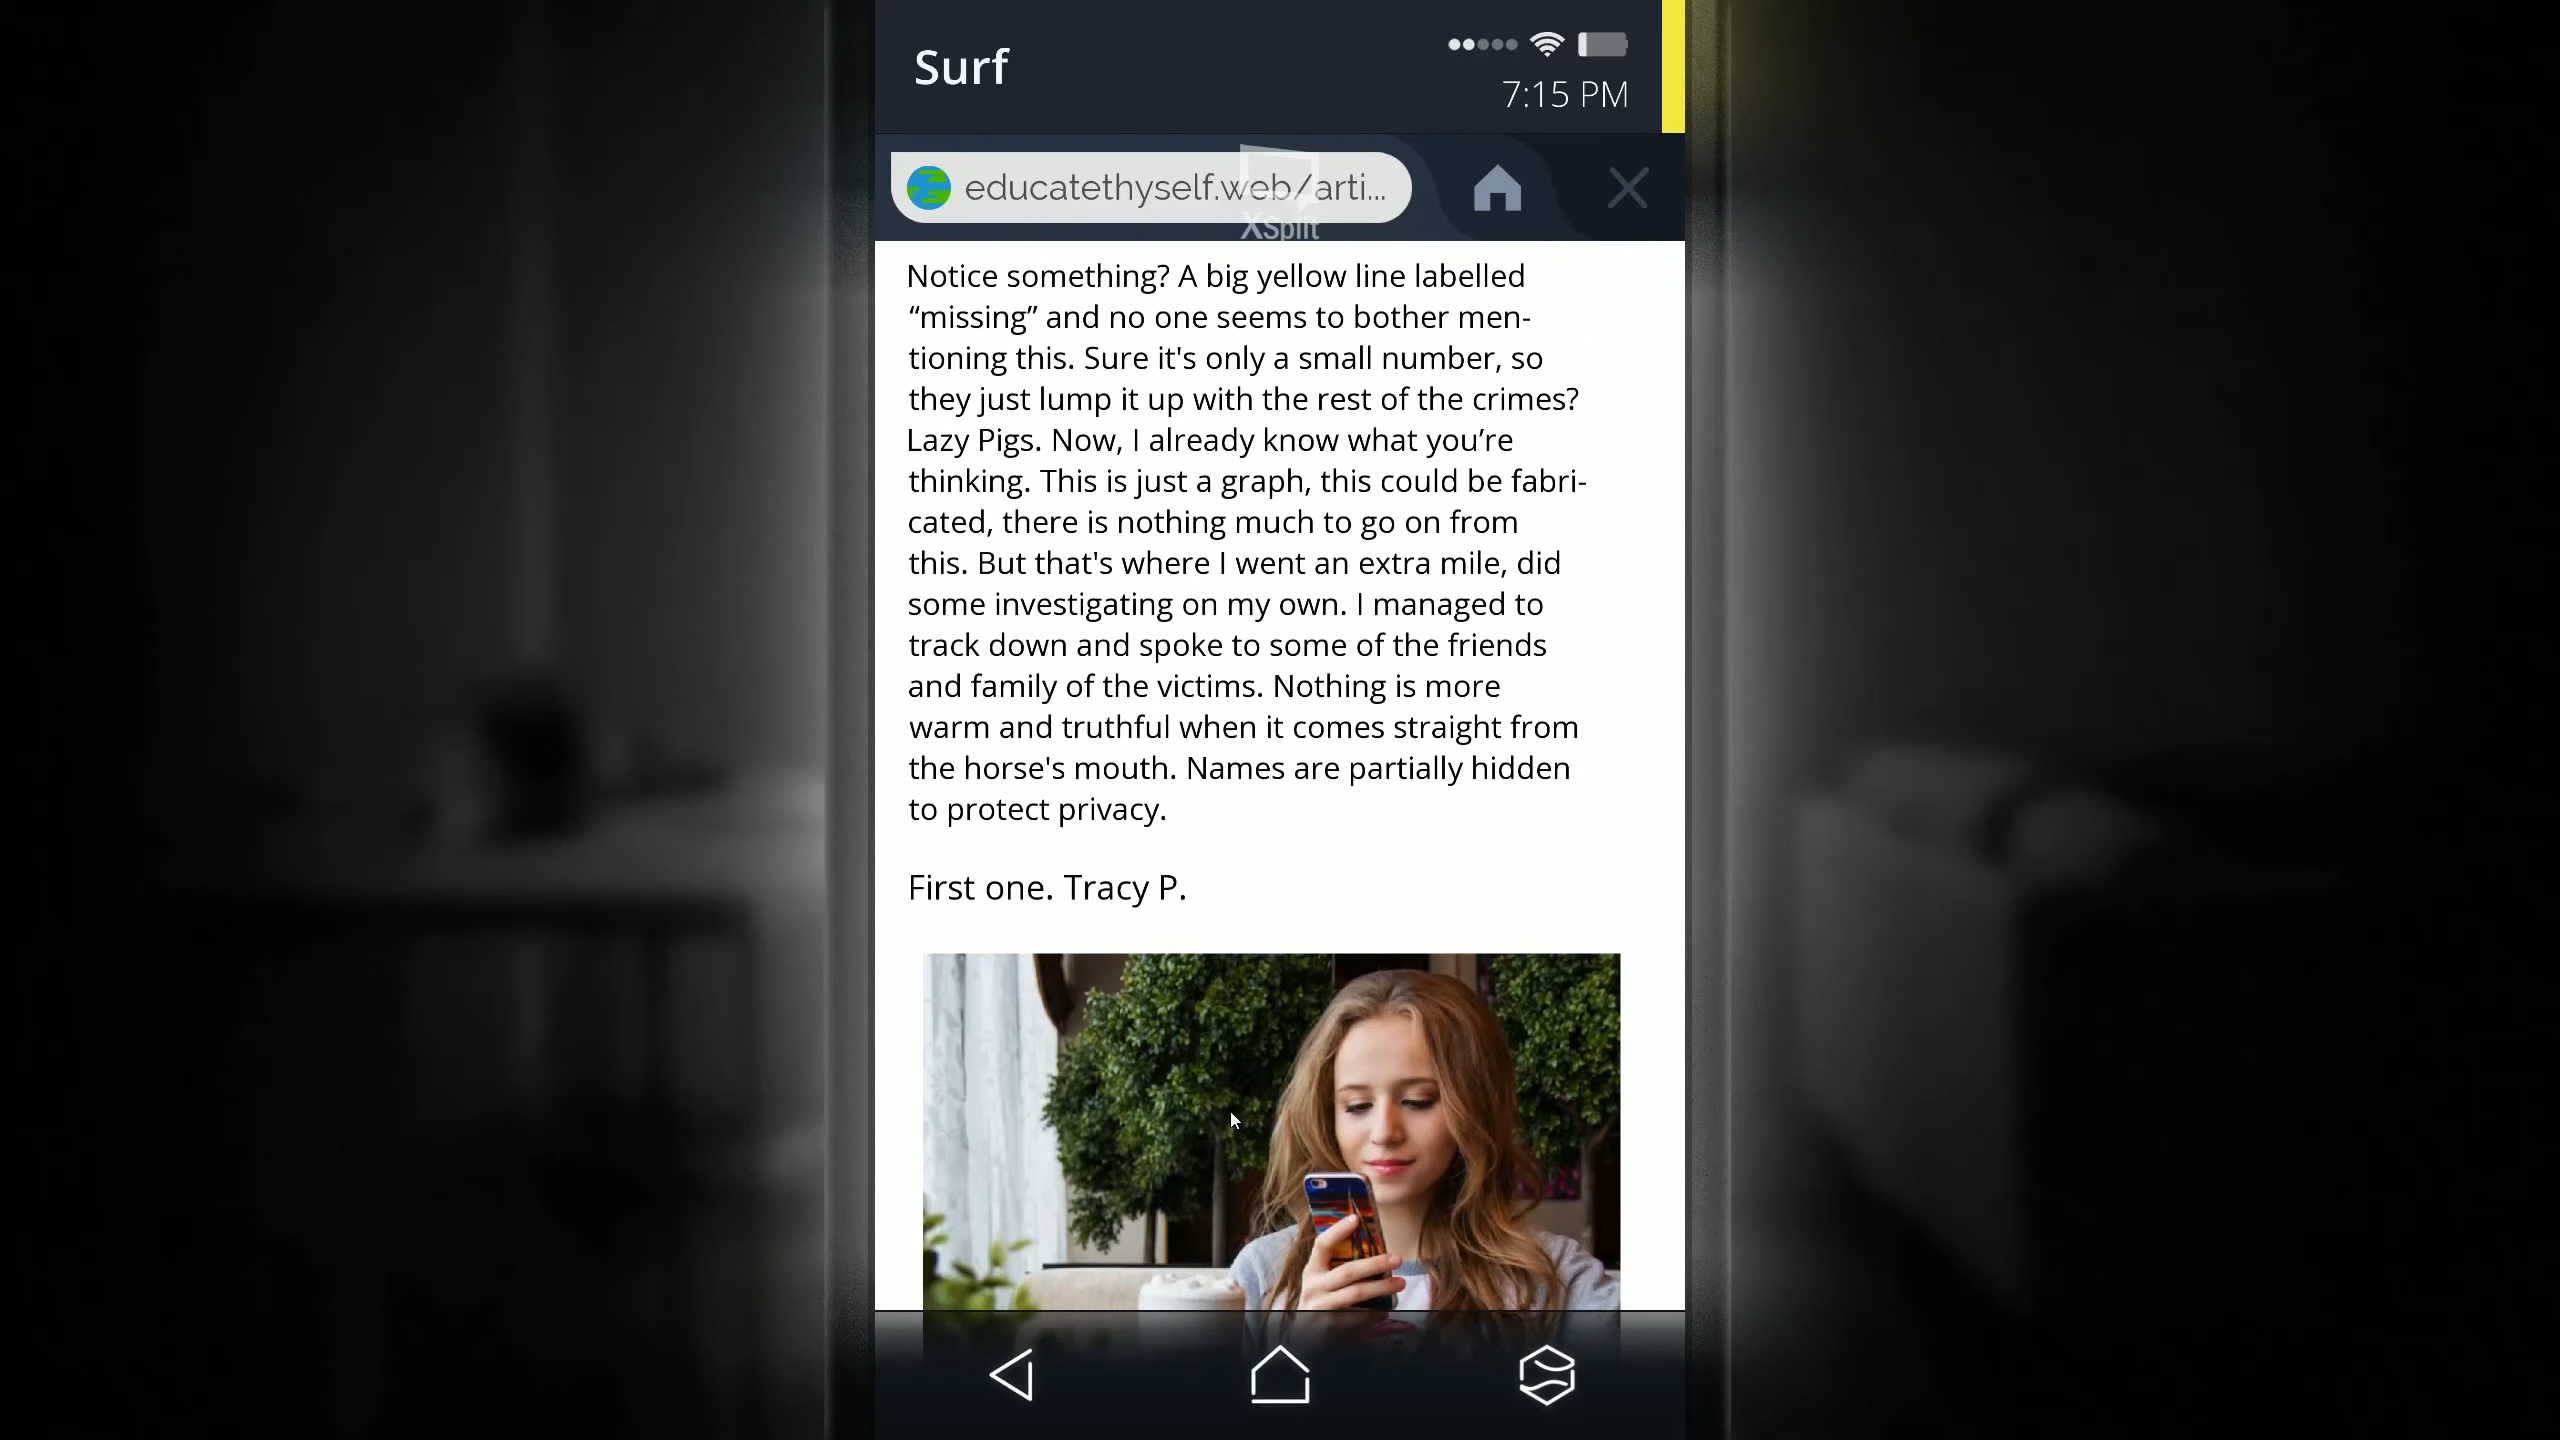 Surf
7:15 PM
educatethyself.web/arti...
XSplit
Notice something? A big yellow line labelled
“missing” and no one seems to bother men-
tioning this. Sure it's only a small number, so
they just lump it up with the rest of the crimes?
Lazy Pigs. Now, I already know what you’re
thinking. This is just a graph, this could be fabri-
cated, there is nothing much to go on from
this. But that's where I went an extra mile, did
some investigating on my own. I managed to
track down and spoke to some of the friends
and family of the victims. Nothing is more
warm and truthful when it comes straight from
the horse's mouth. Names are partially hidden
to protect privacy.
First one. Tracy P.